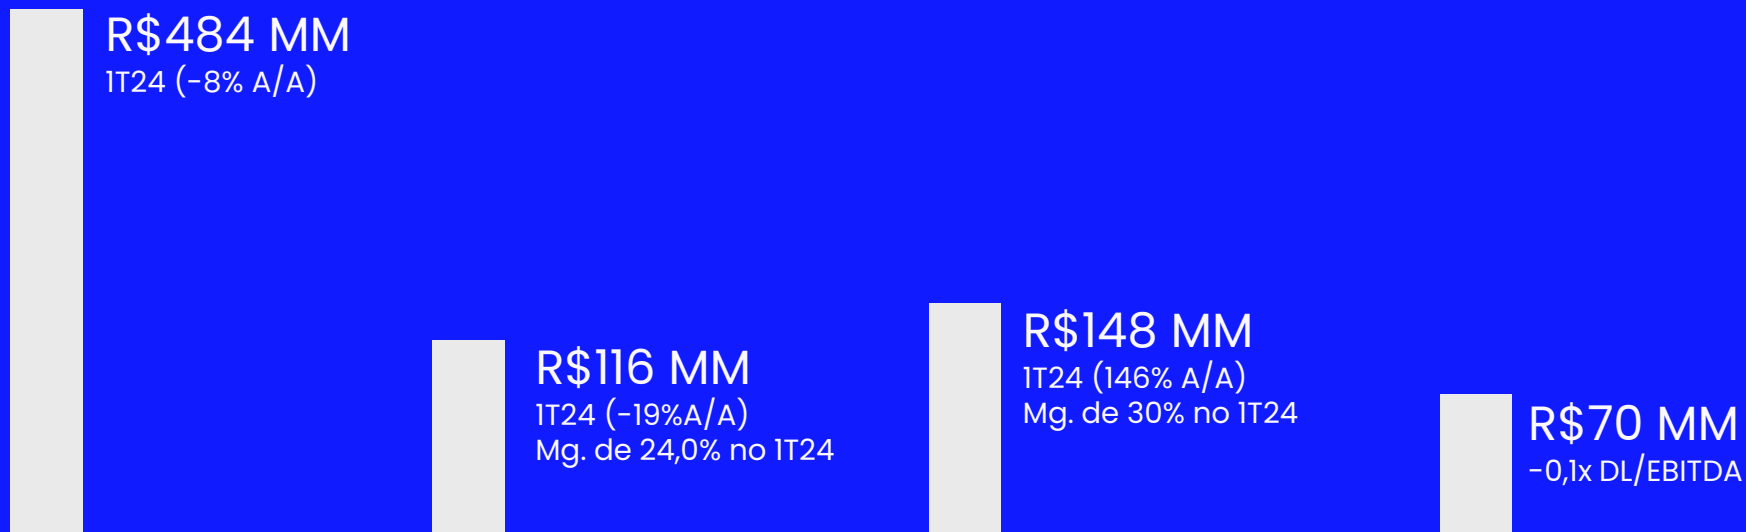 R$484 MM
1T24 (-8% A/A)
R$116 MM
1T24 (-19%A/A)
Mg. de 24,0% no 1T24
R$148 MM
1T24 (146% A/A)
Mg. de 30% no 1T24
R$70 MM
-0,1x DL/EBITDA